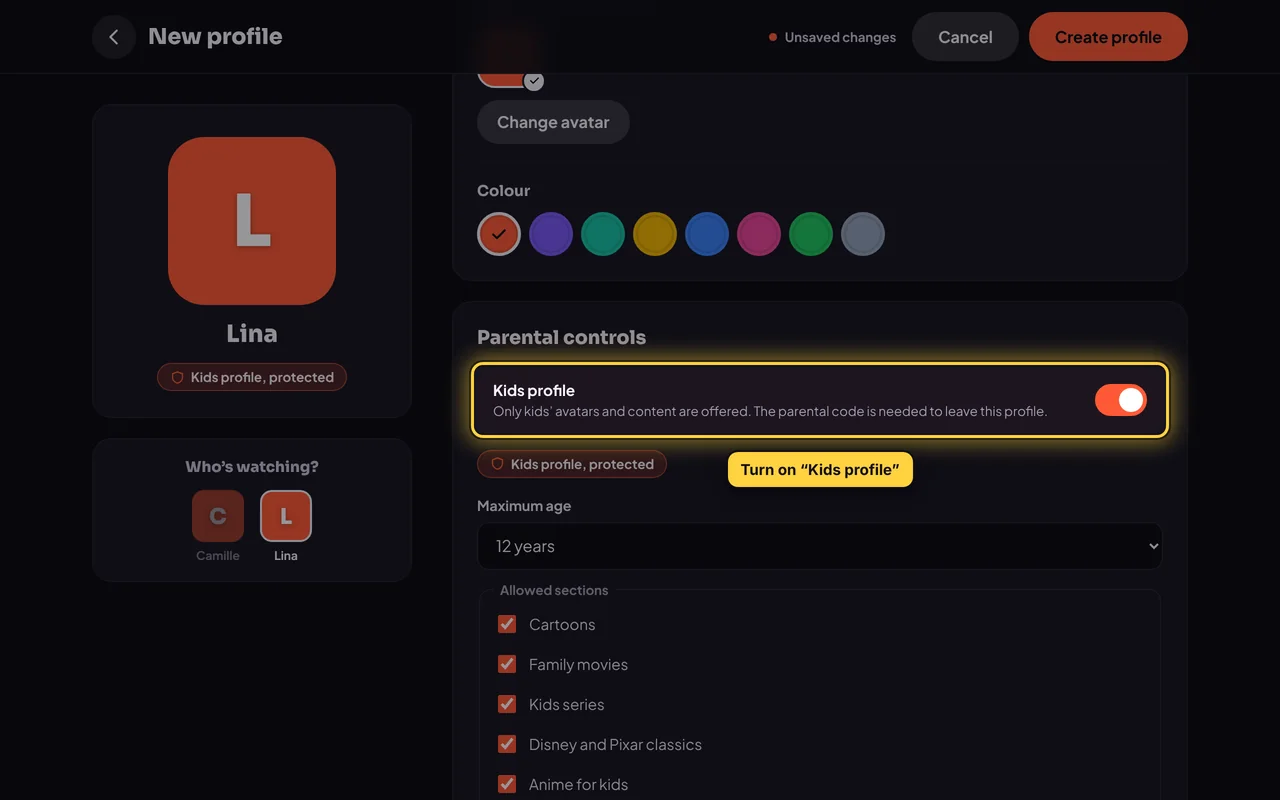 New profile
Unsaved changes
Cancel
Create profile
L
Lina
Kids profile, protected
Who’s watching?
C
L
Camille
Lina
Change avatar
Colour
Parental controls
Kids profile
Only kids’ avatars and content are offered. The parental code is needed to leave this profile.
Kids profile, protected
Turn on “Kids profile”
Maximum age
12 years
Allowed sections
Cartoons
Family movies
Kids series
Disney and Pixar classics
Anime for kids